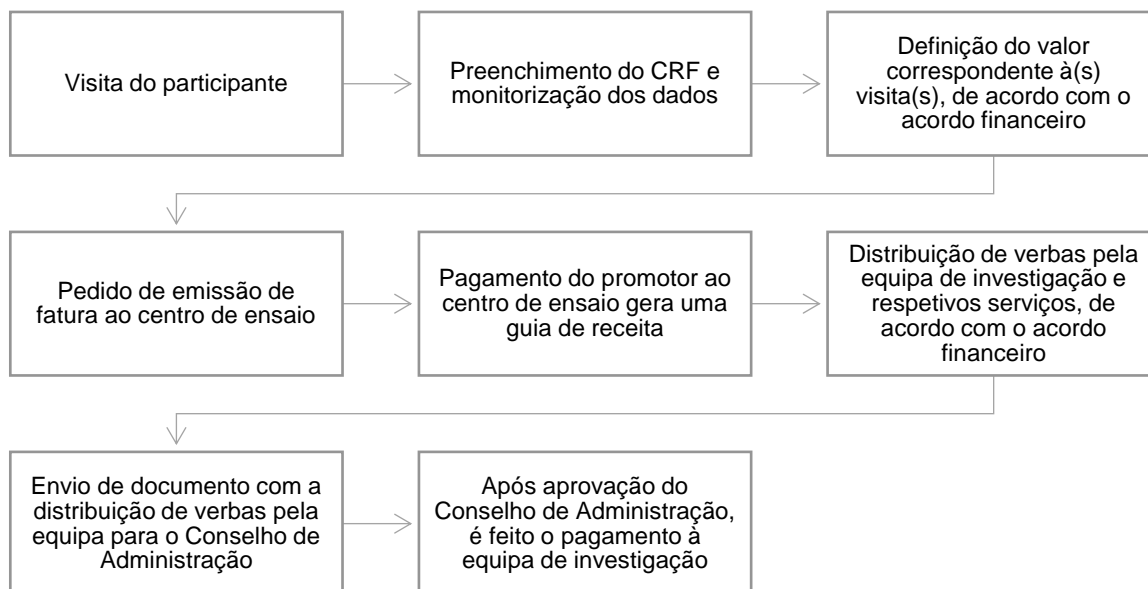 Visita do participante
Preenchimento do CRF e
monitorização dos dados
Definição do valor
correspondente à(s)
visita(s), de acordo com o
acordo financeiro
Pedido de emissão de
fatura ao centro de ensaio
Pagamento do promotor ao
centro de ensaio gera uma
guia de receita
Distribuição de verbas pela
equipa de investigação e
respetivos serviços, de
acordo com o acordo
financeiro
Envio de documento com a
distribuição de verbas pela
equipa para o Conselho de
Administração
Após aprovação do
Conselho de Administração,
é feito o pagamento à
equipa de investigação